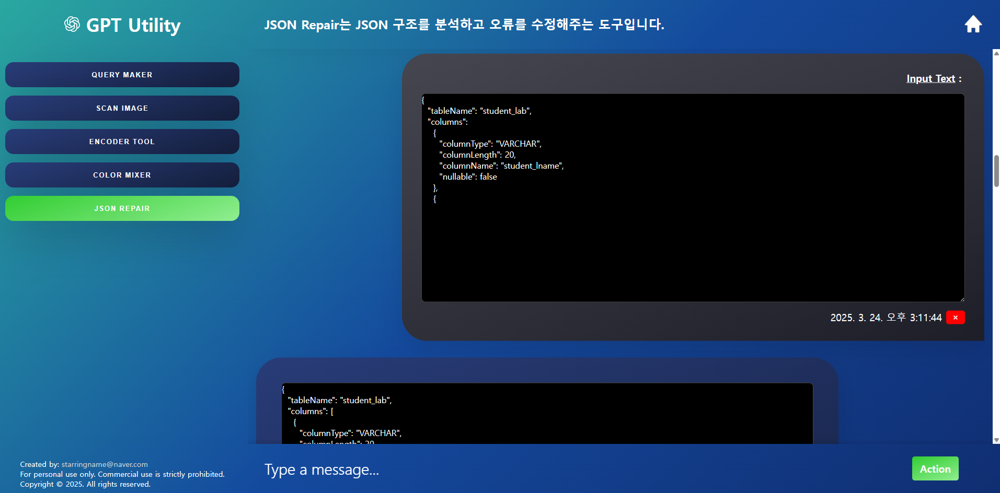 GPT Utility
JSON Repair는 JSON 구조를 분석하고 오류를 수정해주는 도구입니다.
QUERY MAKER
SCAN IMAGE
ENCODER TOOL
COLOR MIXER
JSON REPAIR
Input Text :
{
"tableName": "student_lab",
"columns":
{
"columnType": "VARCHAR",
"columnLength": 20,
"columnName": "student_lname",
"nullable": false
},
{
2025. 3. 24. 오후 3:11:44 ×
{
"tableName": "student_lab",
"columns": [
{
"columnType": "VARCHAR",
"columnLength": 20
Type a message...
Action
Created by: starringname@naver.com
For personal use only. Commercial use is strictly prohibited.
Copyright © 2025. All rights reserved.